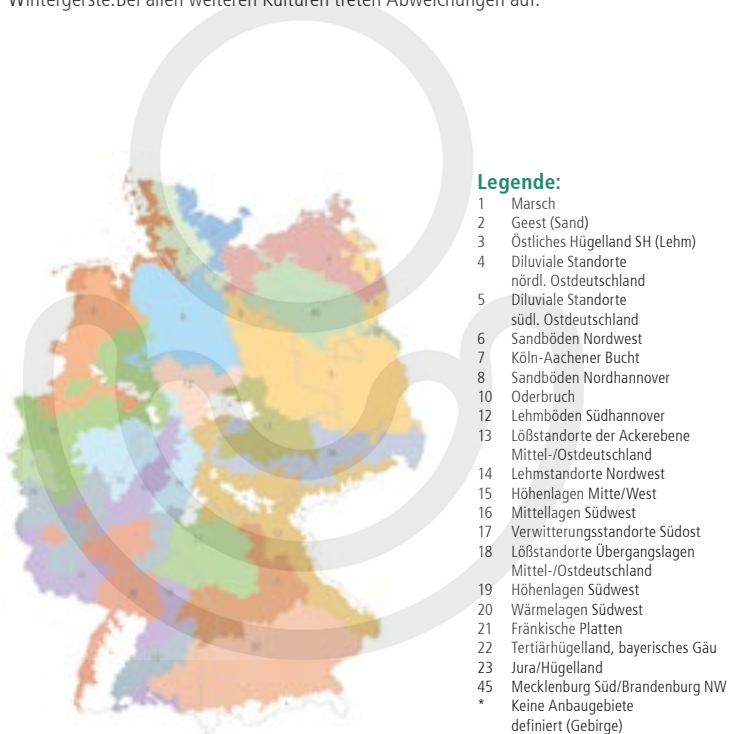 Wintergerste.Bei allen weiteren Kulturen treten Abweichungen auf.
Legende:
1 Marsch
2 Geest (Sand)
3 Östliches Hügelland SH (Lehm)
4 Diluviale Standorte
nördl. Ostdeutschland
5 Diluviale Standorte
südl. Ostdeutschland
6 Sandböden Nordwest
7 Köln-Aachener Bucht
8 Sandböden Nordhannover
10 Oderbruch
12 Lehmböden Südhannover
13 Lößstandorte der Ackerebene
Mittel-/Ostdeutschland
14 Lehmstandorte Nordwest
15 Höhenlagen Mitte/West
16 Mittellagen Südwest
17 Verwitterungsstandorte Südost
18 Lößstandorte Übergangslagen
Mittel-/Ostdeutschland
19 Höhenlagen Südwest
20 Wärmelagen Südwest
21 Fränkische Platten
22 Tertiärhügelland, bayerisches Gäu
23 Jura/Hügelland
45 Mecklenburg Süd/Brandenburg NW
* Keine Anbaugebiete
definiert (Gebirge)